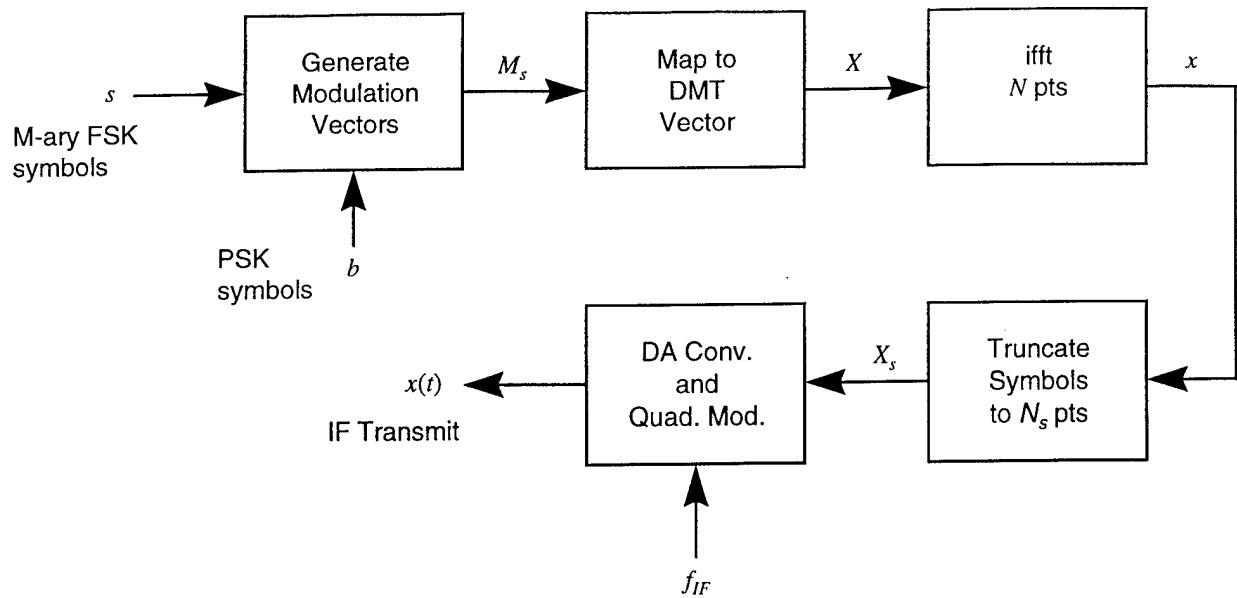 s
M-ary FSK
symbols
Generate
Modulation
Vectors
PSK
symbols
b
M_s
Map to
DMT
Vector
X
ifft
N pts
x
Truncate
Symbols
to N_s pts
X_s
DA Conv.
and
Quad. Mod.
f_IF
x(t)
IF Transmit